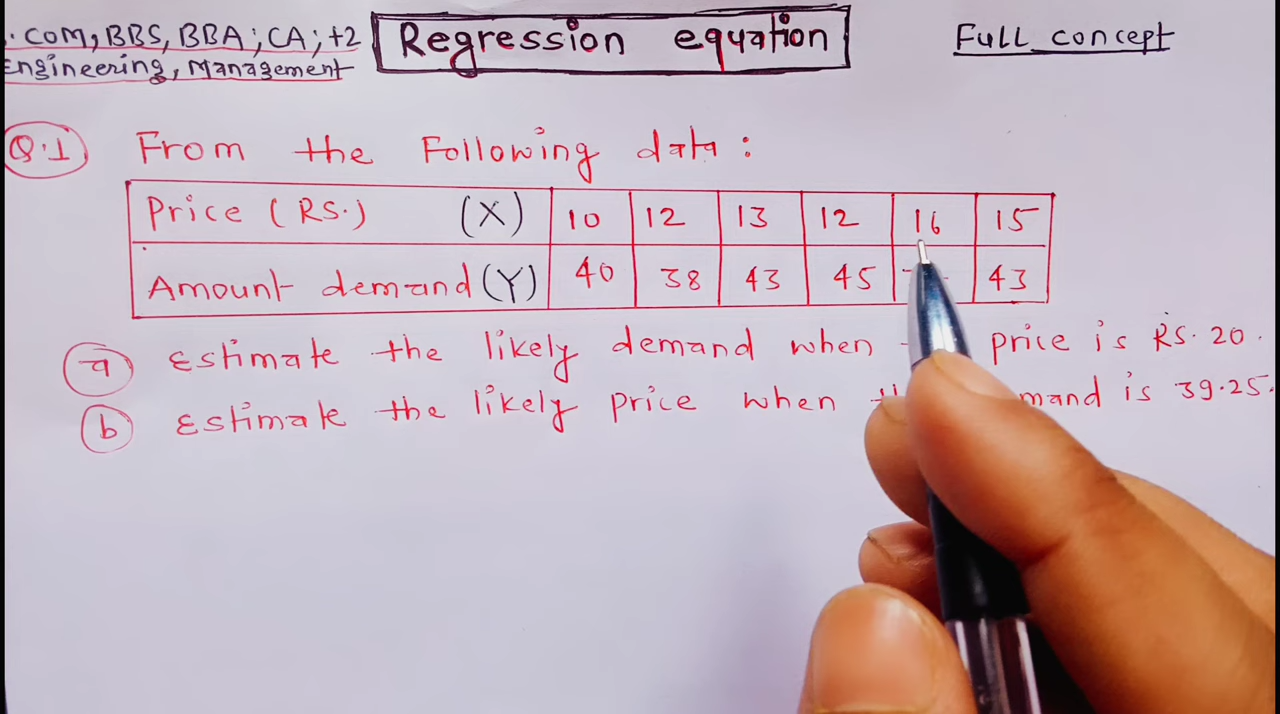 COM, BBS, BBA; CA; +2
Engineering, Management
Regression equation
Full concept
Q.1 From the Following data:
Price (RS.) (X) 10 12 13 12 16 15
Amount demand (Y) 40 38 43 45 43
a Estimate the likely demand when price is RS. 20.
b Estimate the likely price when is 39.25.